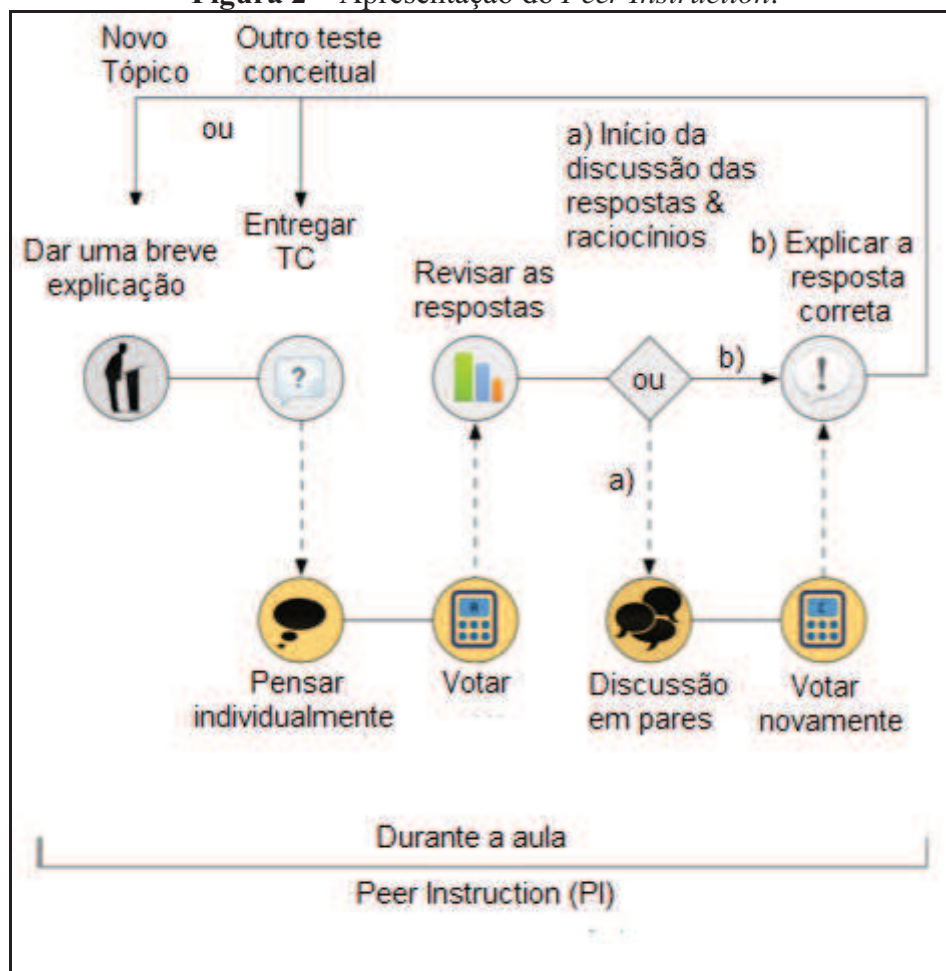 Figura 2 – Apresentação do Peer Instruction.
Novo
Tópico
Outro teste
conceitual
ou
a) Início da
discussão das
respostas &
raciocínios
Dar uma breve
explicação
Entregar
TC
Revisar as
respostas
b) Explicar a
resposta
correta
?
ou
b)
!
a)
Pensar
individualmente
Votar
Discussão
em pares
Votar
novamente
Durante a aula
Peer Instruction (PI)